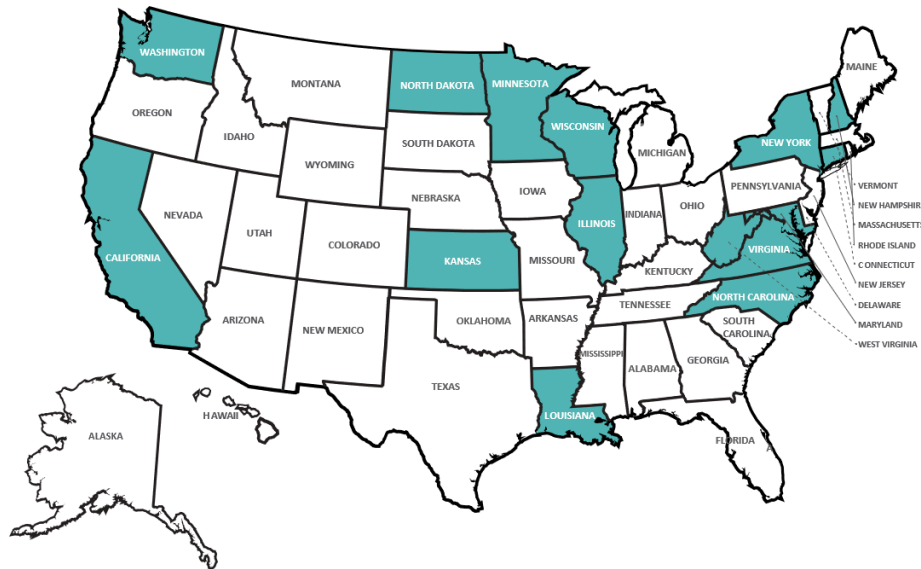 WASHINGTON
MONTANA
NORTH DAKOTA
MINNESOTA
MAINE
OREGON
IDAHO
WISCONSIN
SOUTH DAKOTA
NEW YORK
MICHIGAN
WYOMING
PENNSYLVANIA
VERMONT
IOWA
NEBRASKA
OHIO
NEW HAMPSHIRE
NEVADA
INDIANA
ILLINOIS
MASSACHUSETTS
UTAH
COLORADO
VIRGINIA
RHODE ISLAND
CALIFORNIA
KANSAS
MISSOURI
C ONNECTICUT
KENTUCKY
NEW JERSEY
NORTH CAROLINA
TENNESSEE
DELAWARE
ARIZONA
NEW MEXICO
OKLAHOMA
ARKANSAS
SOUTH
CAROLINA
MARYLAND
WEST VIRGINIA
MISSISSIPPI
ALABAMA
GEORGIA
TEXAS
LOUISIANA
HAWAII
ALASKA
FLORIDA